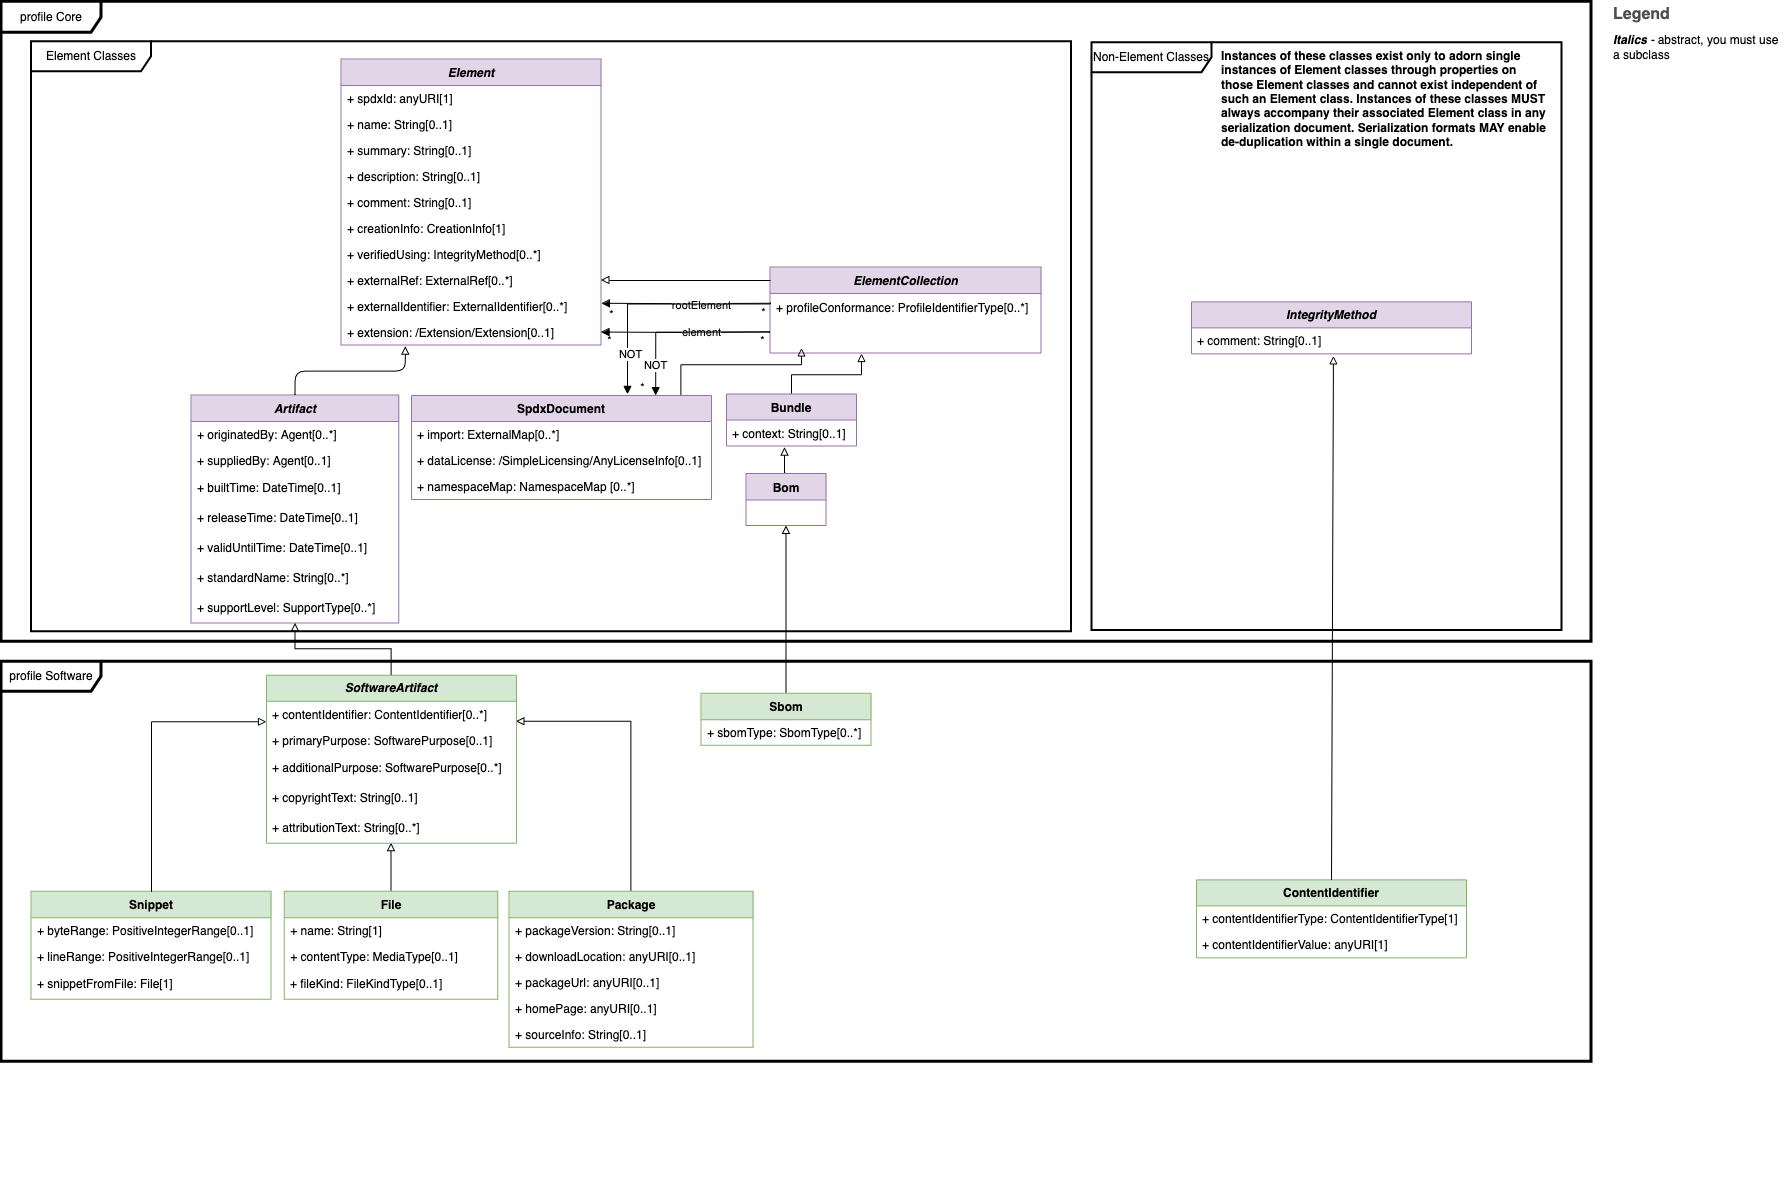 profile Core
Element Classes
Element
+ spdxId: anyURI[1]
+ name: String[0..1]
+ summary: String[0..1]
+ description: String[0..1]
+ comment: String[0..1]
+ creationInfo: CreationInfo[1]
+ verifiedUsing: IntegrityMethod[0..*]
+ externalRef: ExternalRef[0..*]
+ externalIdentifier: ExternalIdentifier[0..*]
+ extension: /Extension/Extension[0..1]
ElementCollection
+ profileConformance: ProfileIdentifierType[0..*]
rootElement
*
*
element
*
*
NOT
NOT
*
Artifact
+ originatedBy: Agent[0..*]
+ suppliedBy: Agent[0..1]
+ builtTime: DateTime[0..1]
+ releaseTime: DateTime[0..1]
+ validUntilTime: DateTime[0..1]
+ standardName: String[0..*]
+ supportLevel: SupportType[0..*]
SpdxDocument
+ import: ExternalMap[0..*]
+ dataLicense: /SimpleLicensing/AnyLicenseInfo[0..1]
+ namespaceMap: NamespaceMap [0..*]
Bundle
+ context: String[0..1]
Bom
Non-Element Classes
Instances of these classes exist only to adorn single
instances of Element classes through properties on
those Element classes and cannot exist independent of
such an Element class. Instances of these classes MUST
always accompany their associated Element class in any
serialization document. Serialization formats MAY enable
de-duplication within a single document.
IntegrityMethod
+ comment: String[0..1]
Legend
Italics - abstract, you must use
a subclass
profile Software
SoftwareArtifact
+ contentIdentifier: ContentIdentifier[0..*]
+ primaryPurpose: SoftwarePurpose[0..1]
+ additionalPurpose: SoftwarePurpose[0..*]
+ copyrightText: String[0..1]
+ attributionText: String[0..*]
Sbom
+ sbomType: SbomType[0..*]
Snippet
+ byteRange: PositiveIntegerRange[0..1]
+ lineRange: PositiveIntegerRange[0..1]
+ snippetFromFile: File[1]
File
+ name: String[1]
+ contentType: MediaType[0..1]
+ fileKind: FileKindType[0..1]
Package
+ packageVersion: String[0..1]
+ downloadLocation: anyURI[0..1]
+ packageUrl: anyURI[0..1]
+ homePage: anyURI[0..1]
+ sourceInfo: String[0..1]
ContentIdentifier
+ contentIdentifierType: ContentIdentifierType[1]
+ contentIdentifierValue: anyURI[1]